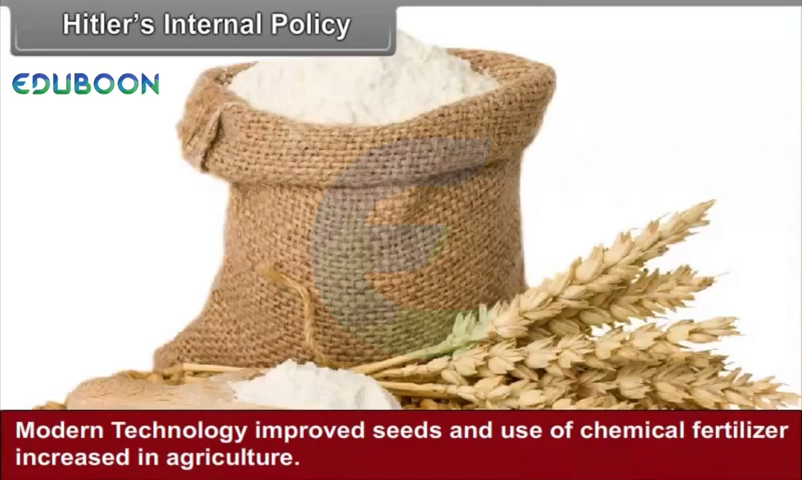 Hitler's Internal Policy
EDUBOON
Modern Technology improved seeds and use of chemical fertilizer
increased in agriculture.